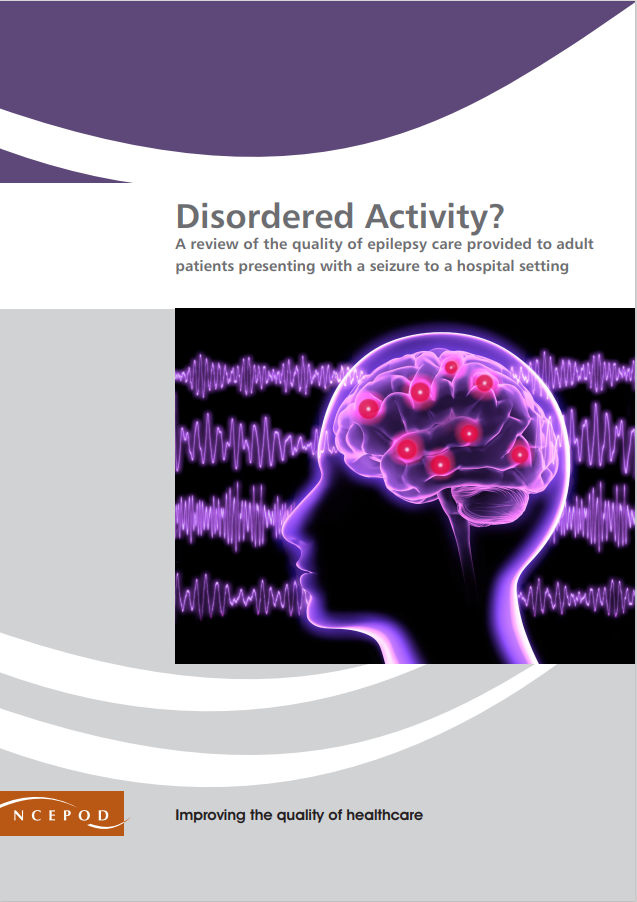 Disordered Activity?
A review of the quality of epilepsy care provided to adult
patients presenting with a seizure to a hospital setting
NCEPOD
Improving the quality of healthcare